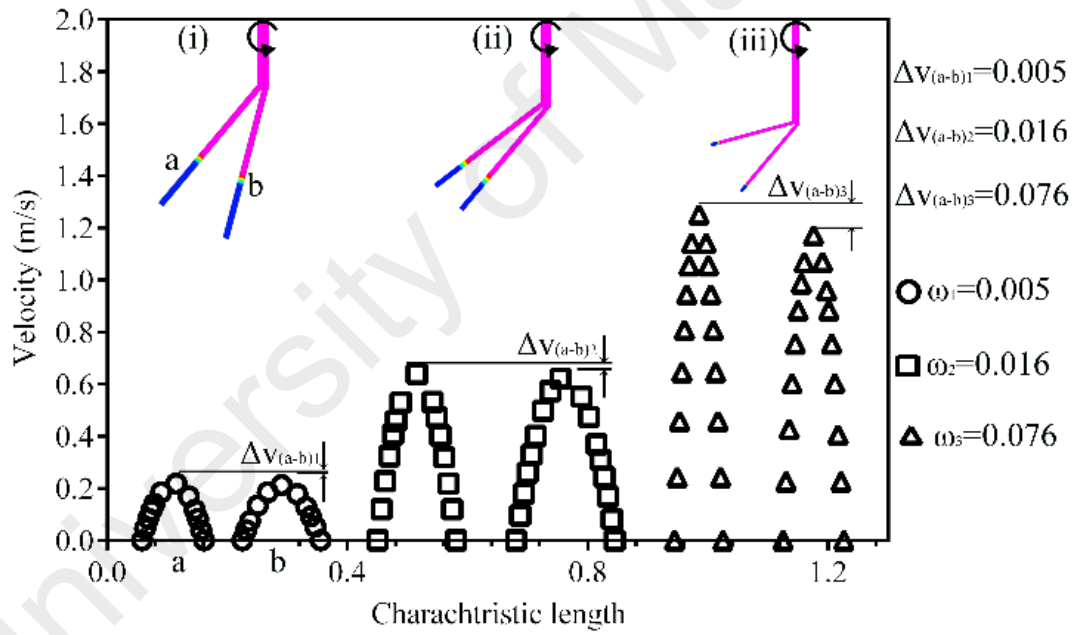 (i)
(ii)
(iii)
a
b
2.0
1.8
1.6
1.4
1.2
1.0
0.8
0.6
0.4
0.2
0.0
Velocity (m/s)
Δv(a-b)1
Δv(a-b)2
Δv(a-b)3
a
b
0.0
0.4
0.8
1.2
Charachtristic length
Δv(a-b)1=0.005
Δv(a-b)2=0.016
Δv(a-b)3=0.076
ω1=0.005
ω2=0.016
ω3=0.076
University of M